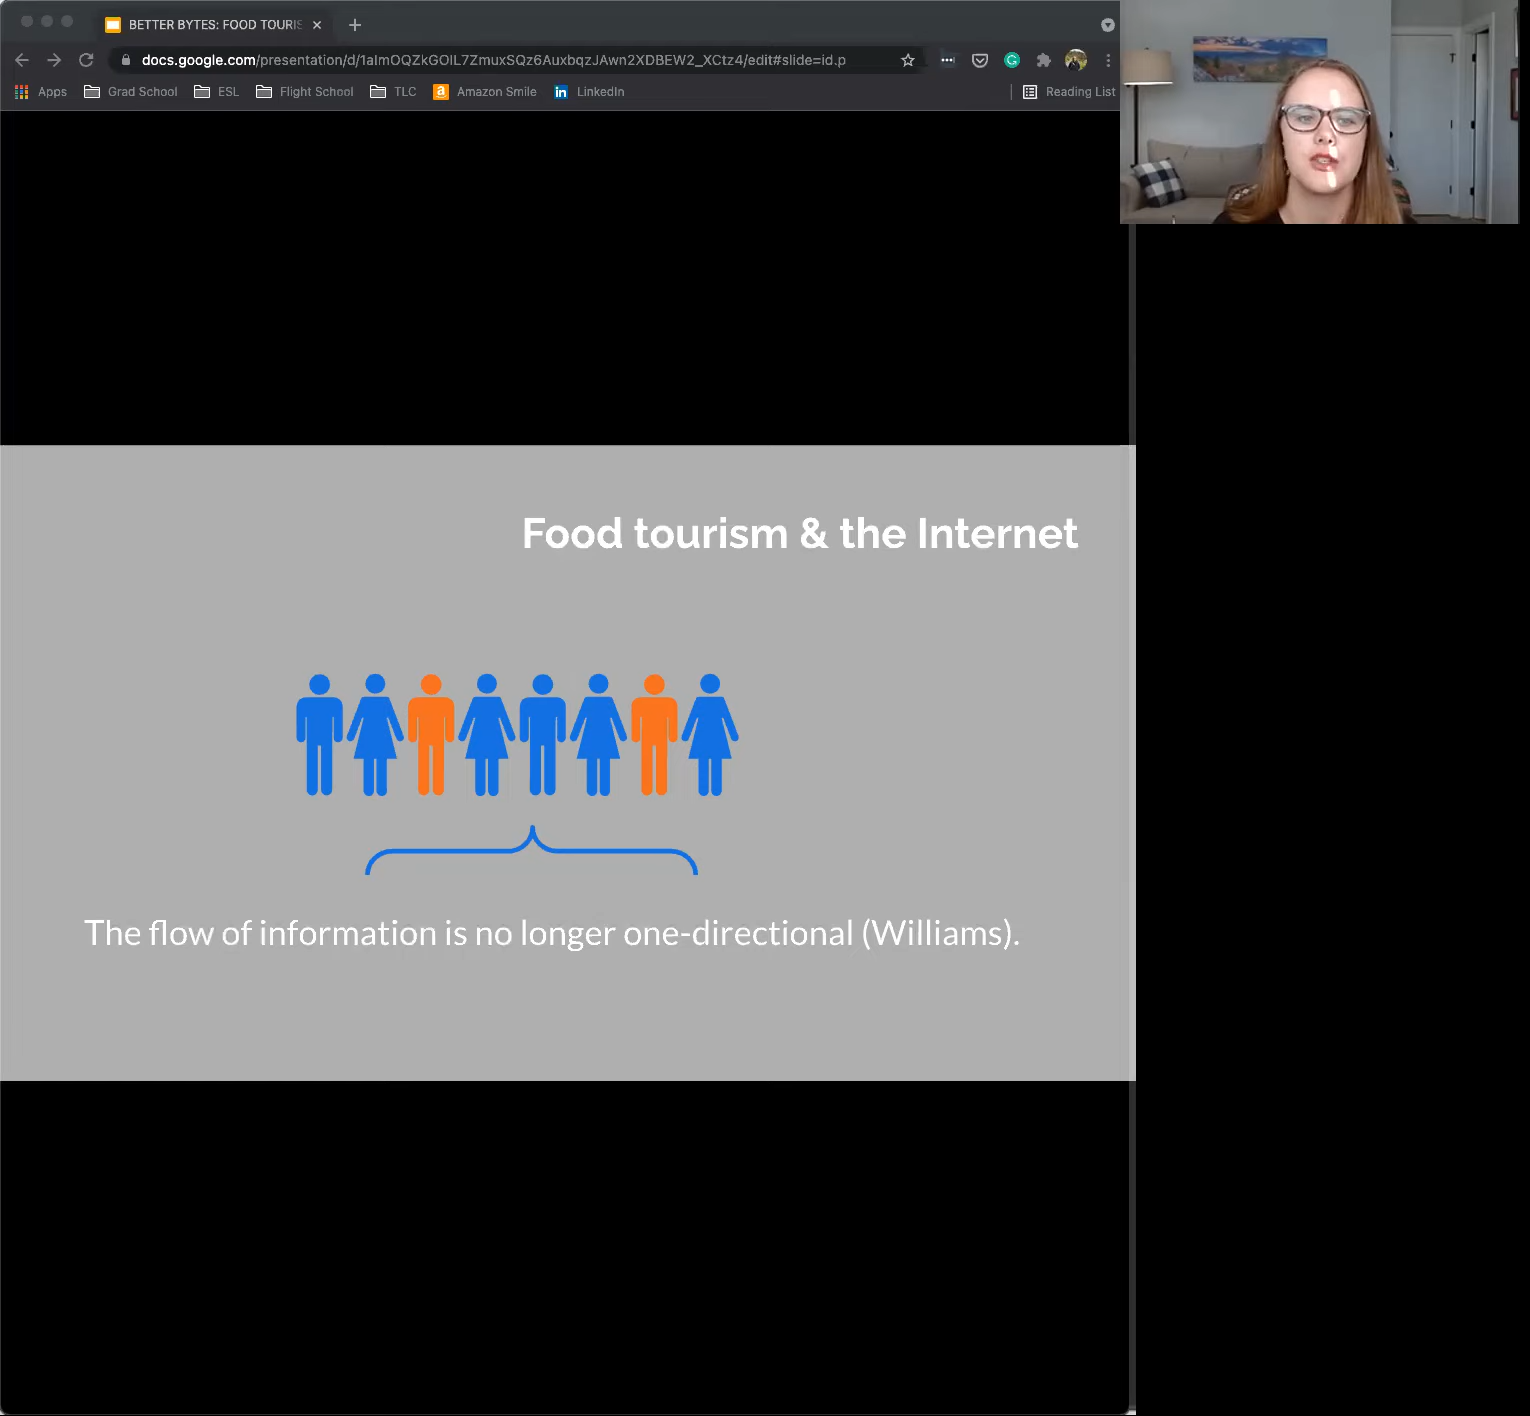 BETTER BYTES: FOOD TOURIS
docs.google.com/presentation/d/1aImOQZkGOIL7ZmuxSQz6AuxbqzJAwn2XDBEW2_XCtz4/edit#slide=id.p
Apps Grad School ESL Flight School TLC Amazon Smile LinkedIn Reading List
Food tourism & the Internet
The flow of information is no longer one-directional (Williams).